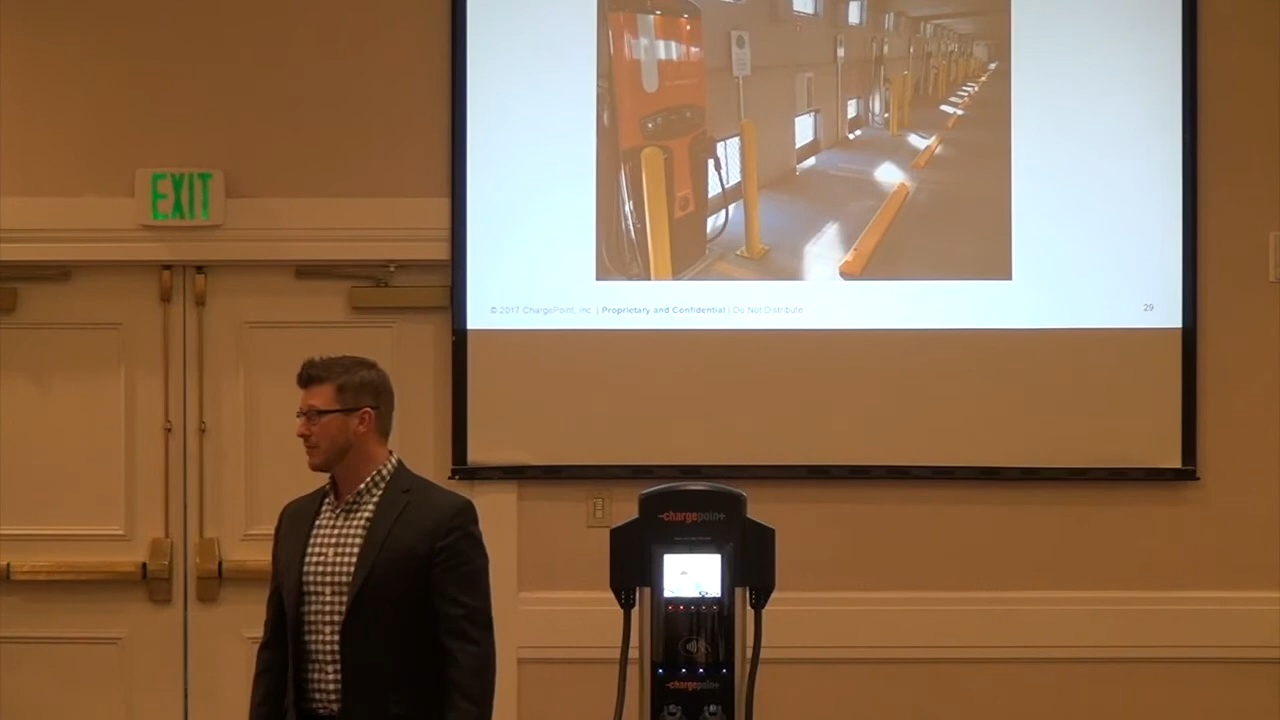 EXIT
© 2017 ChargePoint, Inc. | Proprietary and Confidential | Do Not Distribute
29
-chargepoin+
-chargepoin+